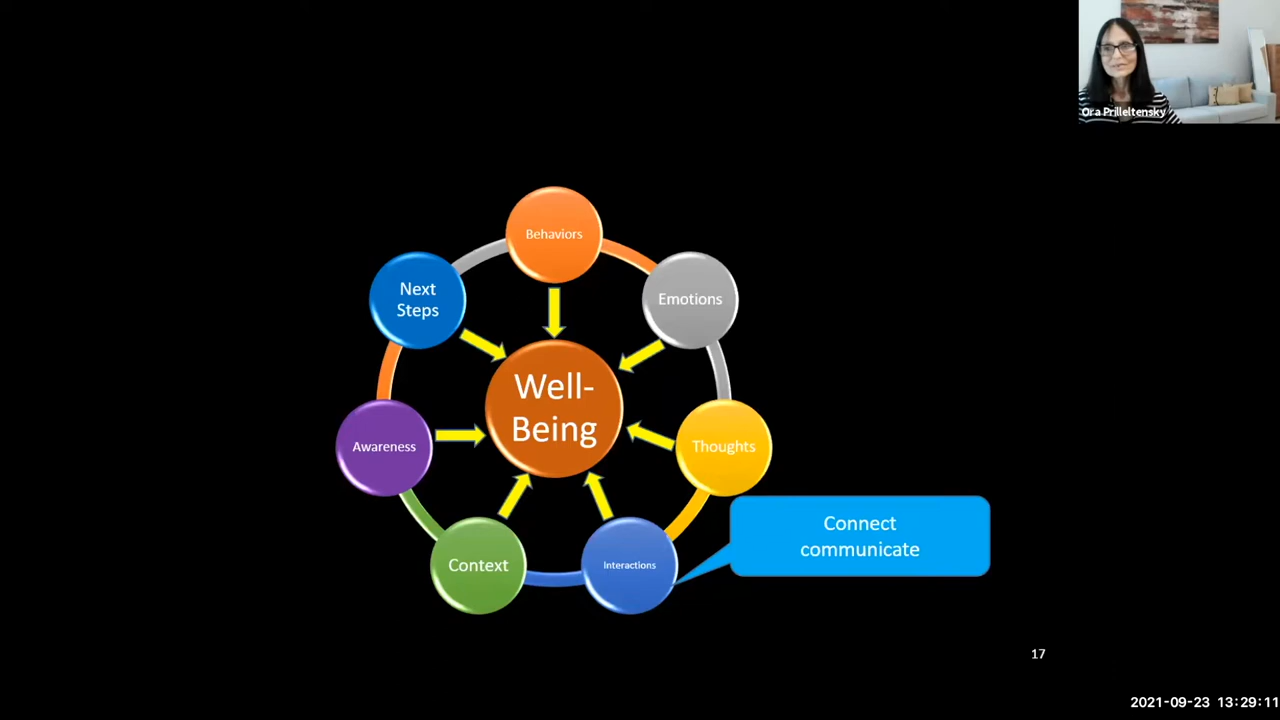 Ora Prilleltensky
Behaviors
Next
Steps
Emotions
Well-
Being
Awareness
Thoughts
Context
Interactions
Connect
communicate
17
2021-09-23 13:29:11